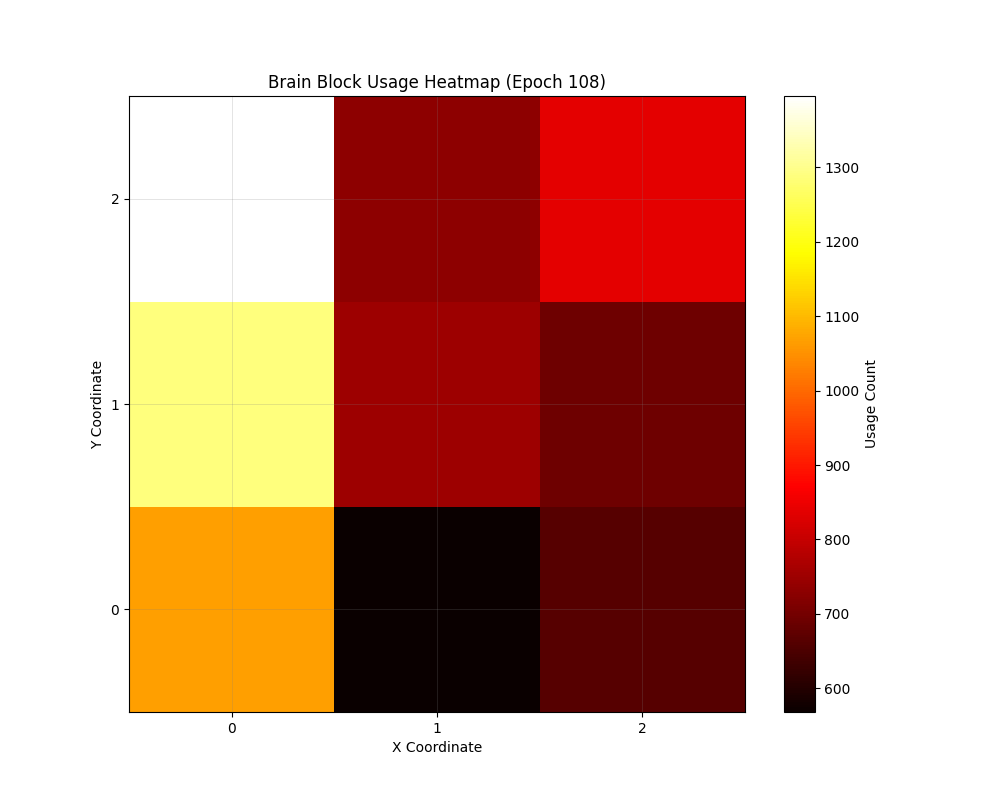 Brain Block Usage Heatmap (Epoch 108)
2
1
0
Y Coordinate
0 1 2
X Coordinate
1300
1200
1100
1000
900
800
700
600
Usage Count